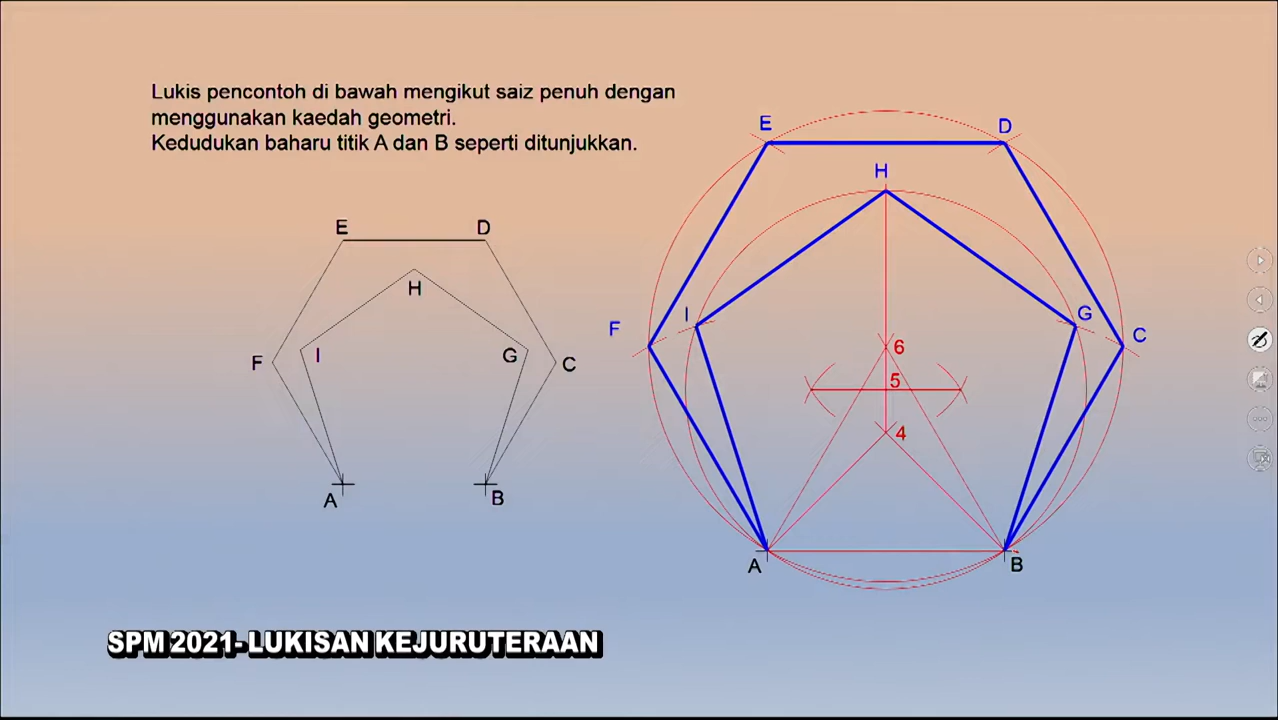 Lukis pencontoh di bawah mengikut saiz penuh dengan
menggunakan kaedah geometri.
Kedudukan baharu titik A dan B seperti ditunjukkan.
E D
H
F I G C
A B
E D
H
I G
F C
6
5
4
A B
SPM 2021- LUKISAN KEJURUTERAAN